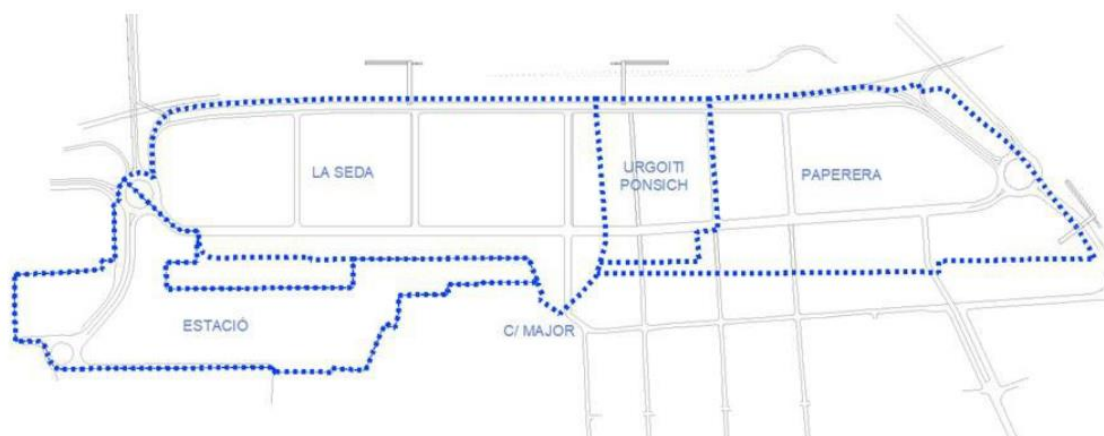 LA SEDA
URGOITI
PONSICH
PAPERERA
ESTACIÓ
C/ MAJOR